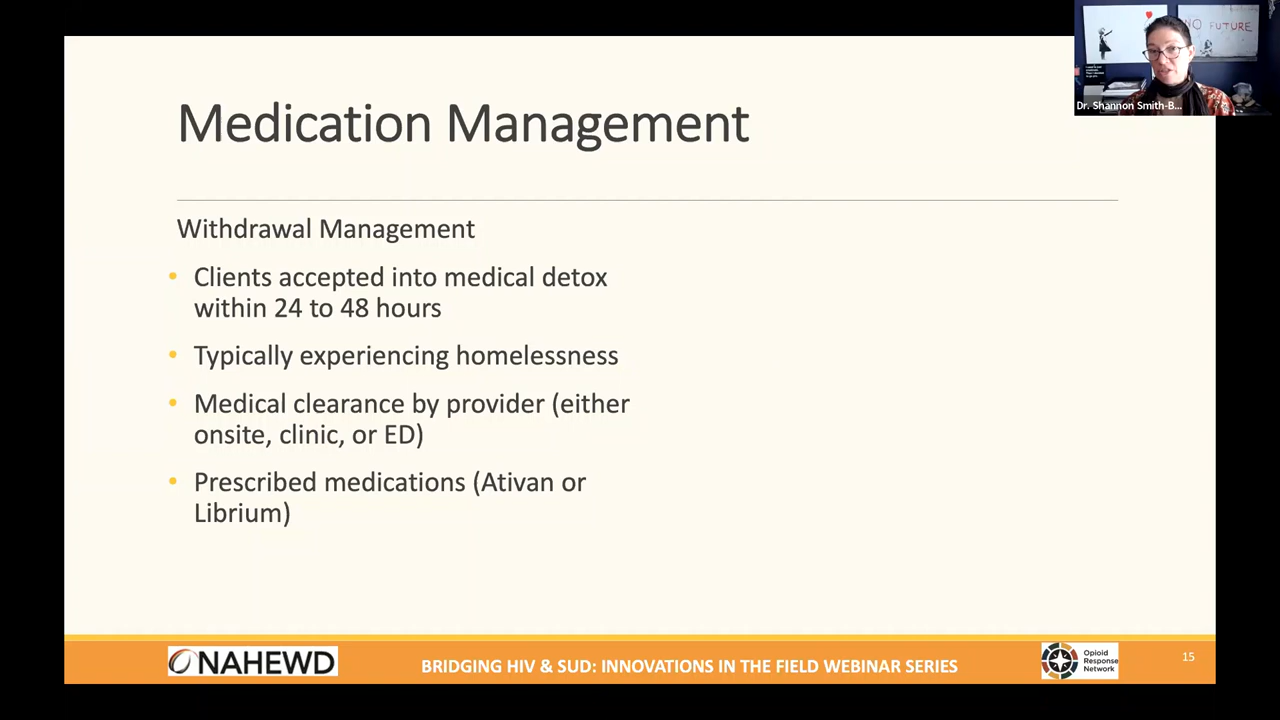 NO FUTURE
Dr. Shannon Smith-B...
Medication Management
Withdrawal Management
• Clients accepted into medical detox
within 24 to 48 hours
• Typically experiencing homelessness
• Medical clearance by provider (either
onsite, clinic, or ED)
• Prescribed medications (Ativan or
Librium)
NAHEWD
BRIDGING HIV & SUD: INNOVATIONS IN THE FIELD WEBINAR SERIES
Opioid
Response
Network
15